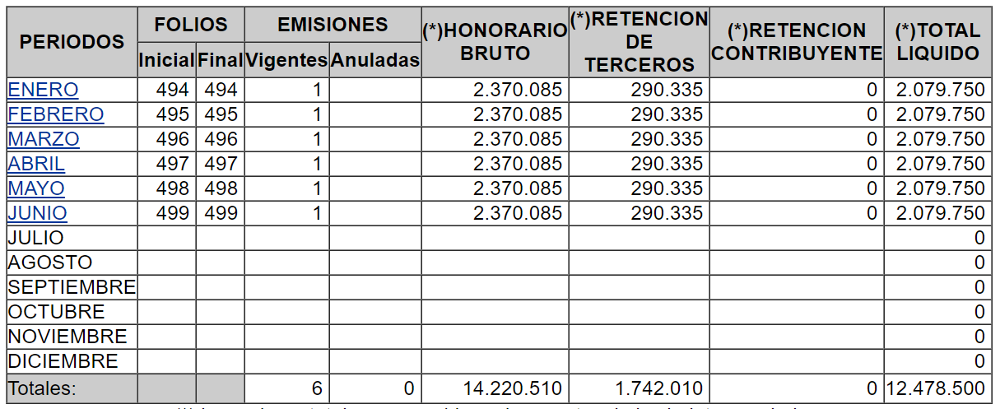 PERIODOS FOLIOS EMISIONES (*)HONORARIO BRUTO (*)RETENCION DE TERCEROS (*)RETENCION CONTRIBUYENTE (*)TOTAL LIQUIDO
Inicial Final Vigentes Anuladas
ENERO 494 494 1 2.370.085 290.335 0 2.079.750
FEBRERO 495 495 1 2.370.085 290.335 0 2.079.750
MARZO 496 496 1 2.370.085 290.335 0 2.079.750
ABRIL 497 497 1 2.370.085 290.335 0 2.079.750
MAYO 498 498 1 2.370.085 290.335 0 2.079.750
JUNIO 499 499 1 2.370.085 290.335 0 2.079.750
JULIO 0
AGOSTO 0
SEPTIEMBRE 0
OCTUBRE 0
NOVIEMBRE 0
DICIEMBRE 0
Totales: 6 0 14.220.510 1.742.010 0 12.478.500